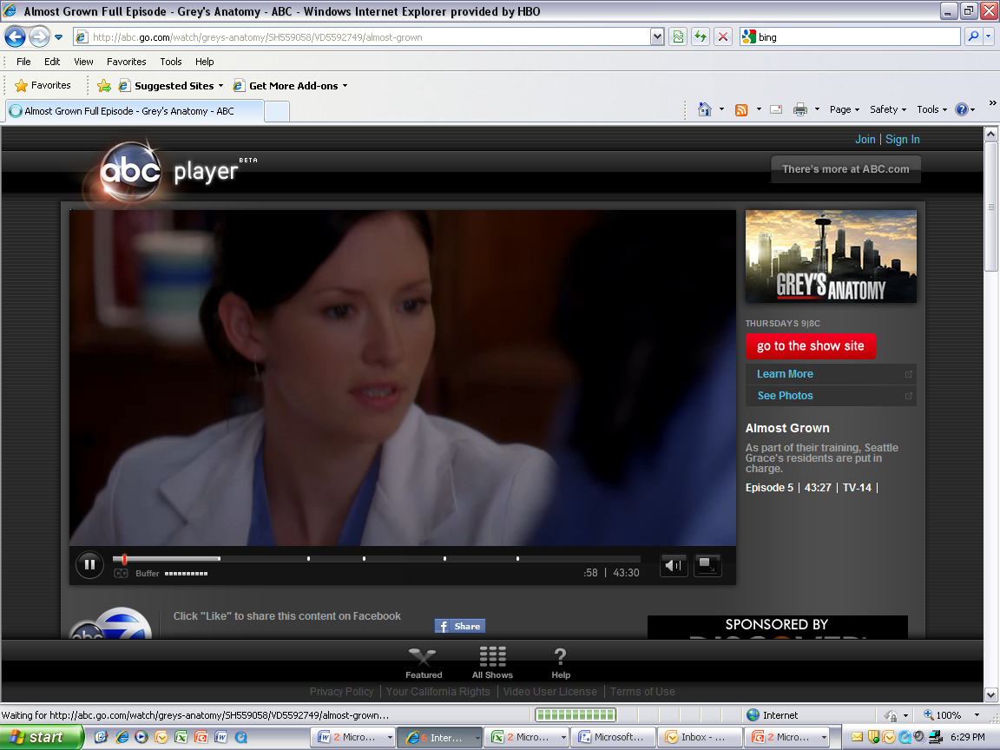 Almost Grown Full Episode - Grey's Anatomy - ABC - Windows Internet Explorer provided by HBO
http://abc.go.com/watch/greys-anatomy/SH559058/VD5592749/almost-grown
bing
File Edit View Favorites Tools Help
Favorites Suggested Sites Get More Add-ons
Almost Grown Full Episode - Grey's Anatomy - ABC
Page Safety Tools
Join | Sign In
abc player BETA
There's more at ABC.com
GREY'S ANATOMY
THURSDAYS 9|8C
go to the show site
Learn More
See Photos
Almost Grown
As part of their training, Seattle
Grace's residents are put in
charge.
Episode 5 | 43:27 | TV-14 |
CC Buffer
:58 | 43:30
abc 7
Click "Like" to share this content on Facebook
f Share
SPONSORED BY
Featured All Shows ? Help
Privacy Policy | Your California Rights | Video User License | Terms of Use
Waiting for http://abc.go.com/watch/greys-anatomy/SH559058/VD5592749/almost-grown...
Internet
100%
start
2 Micro...
6 Inter...
2 Micro...
Microsoft...
Inbox - ...
2 Micro...
6:29 PM